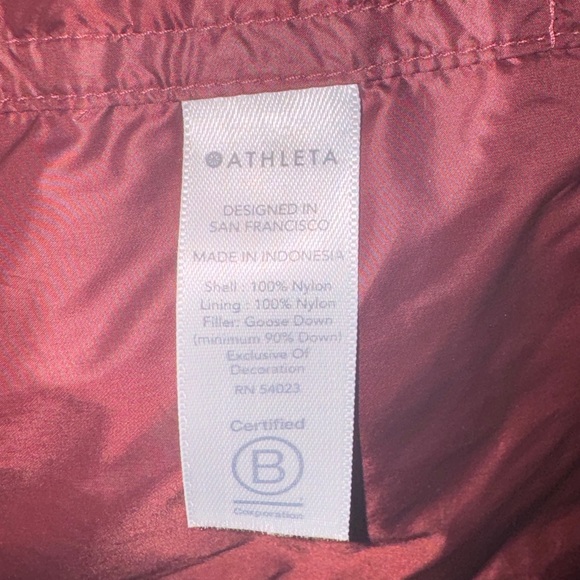 ATHLETA
DESIGNED IN
SAN FRANCISCO
MADE IN INDONESIA
Shell : 100% Nylon
Lining : 100% Nylon
Filler: Goose Down
(minimum 90% Down)
Exclusive Of
Decoration
RN 54023
Certified
B
Corporation